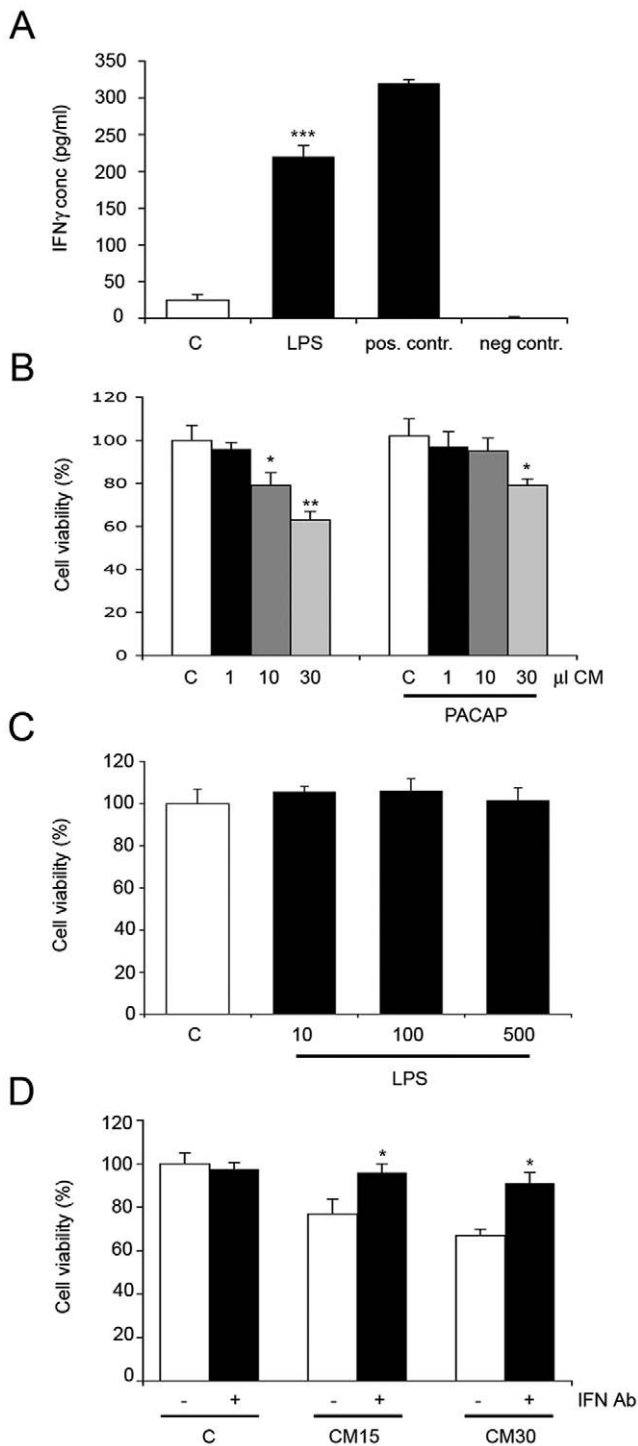 A
IFNγ conc (pg/ml)
350
300
250
200
150
100
50
0
***
C LPS pos. contr. neg contr.
B
Cell viability (%)
120
100
80
60
40
20
0
*
**
*
C 1 10 30 C 1 10 30 μl CM
PACAP
C
Cell viability (%)
120
100
80
60
40
20
0
C 10 100 500
LPS
D
Cell viability (%)
120
100
80
60
40
20
0
*
*
- + - + - + IFN Ab
C CM15 CM30